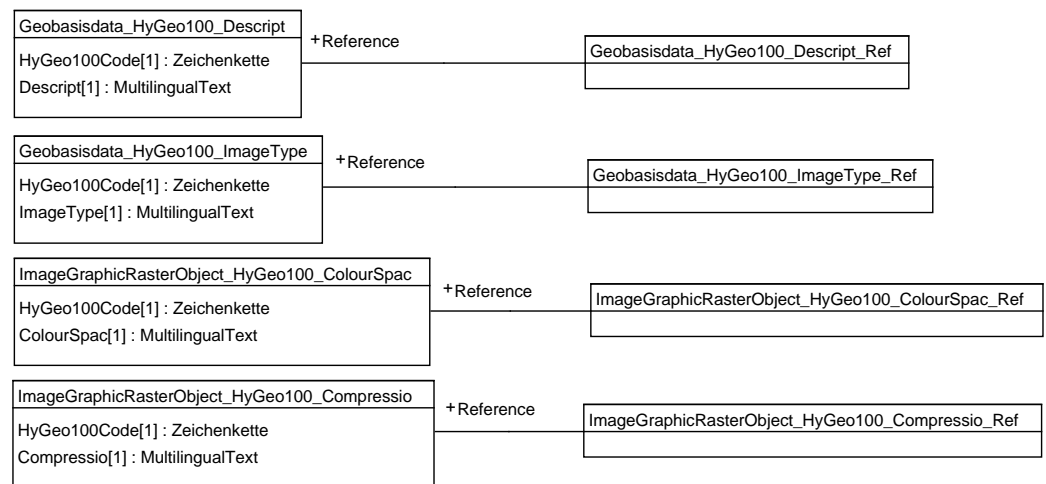 Geobasisdata_HyGeo100_Descript
HyGeo100Code[1] : Zeichenkette
Descript[1] : MultilingualText
+Reference
Geobasisdata_HyGeo100_Descript_Ref
Geobasisdata_HyGeo100_ImageType
HyGeo100Code[1] : Zeichenkette
ImageType[1] : MultilingualText
+Reference
Geobasisdata_HyGeo100_ImageType_Ref
ImageGraphicRasterObject_HyGeo100_ColourSpac
HyGeo100Code[1] : Zeichenkette
ColourSpac[1] : MultilingualText
+Reference
ImageGraphicRasterObject_HyGeo100_ColourSpac_Ref
ImageGraphicRasterObject_HyGeo100_Compressio
HyGeo100Code[1] : Zeichenkette
Compressio[1] : MultilingualText
+Reference
ImageGraphicRasterObject_HyGeo100_Compressio_Ref